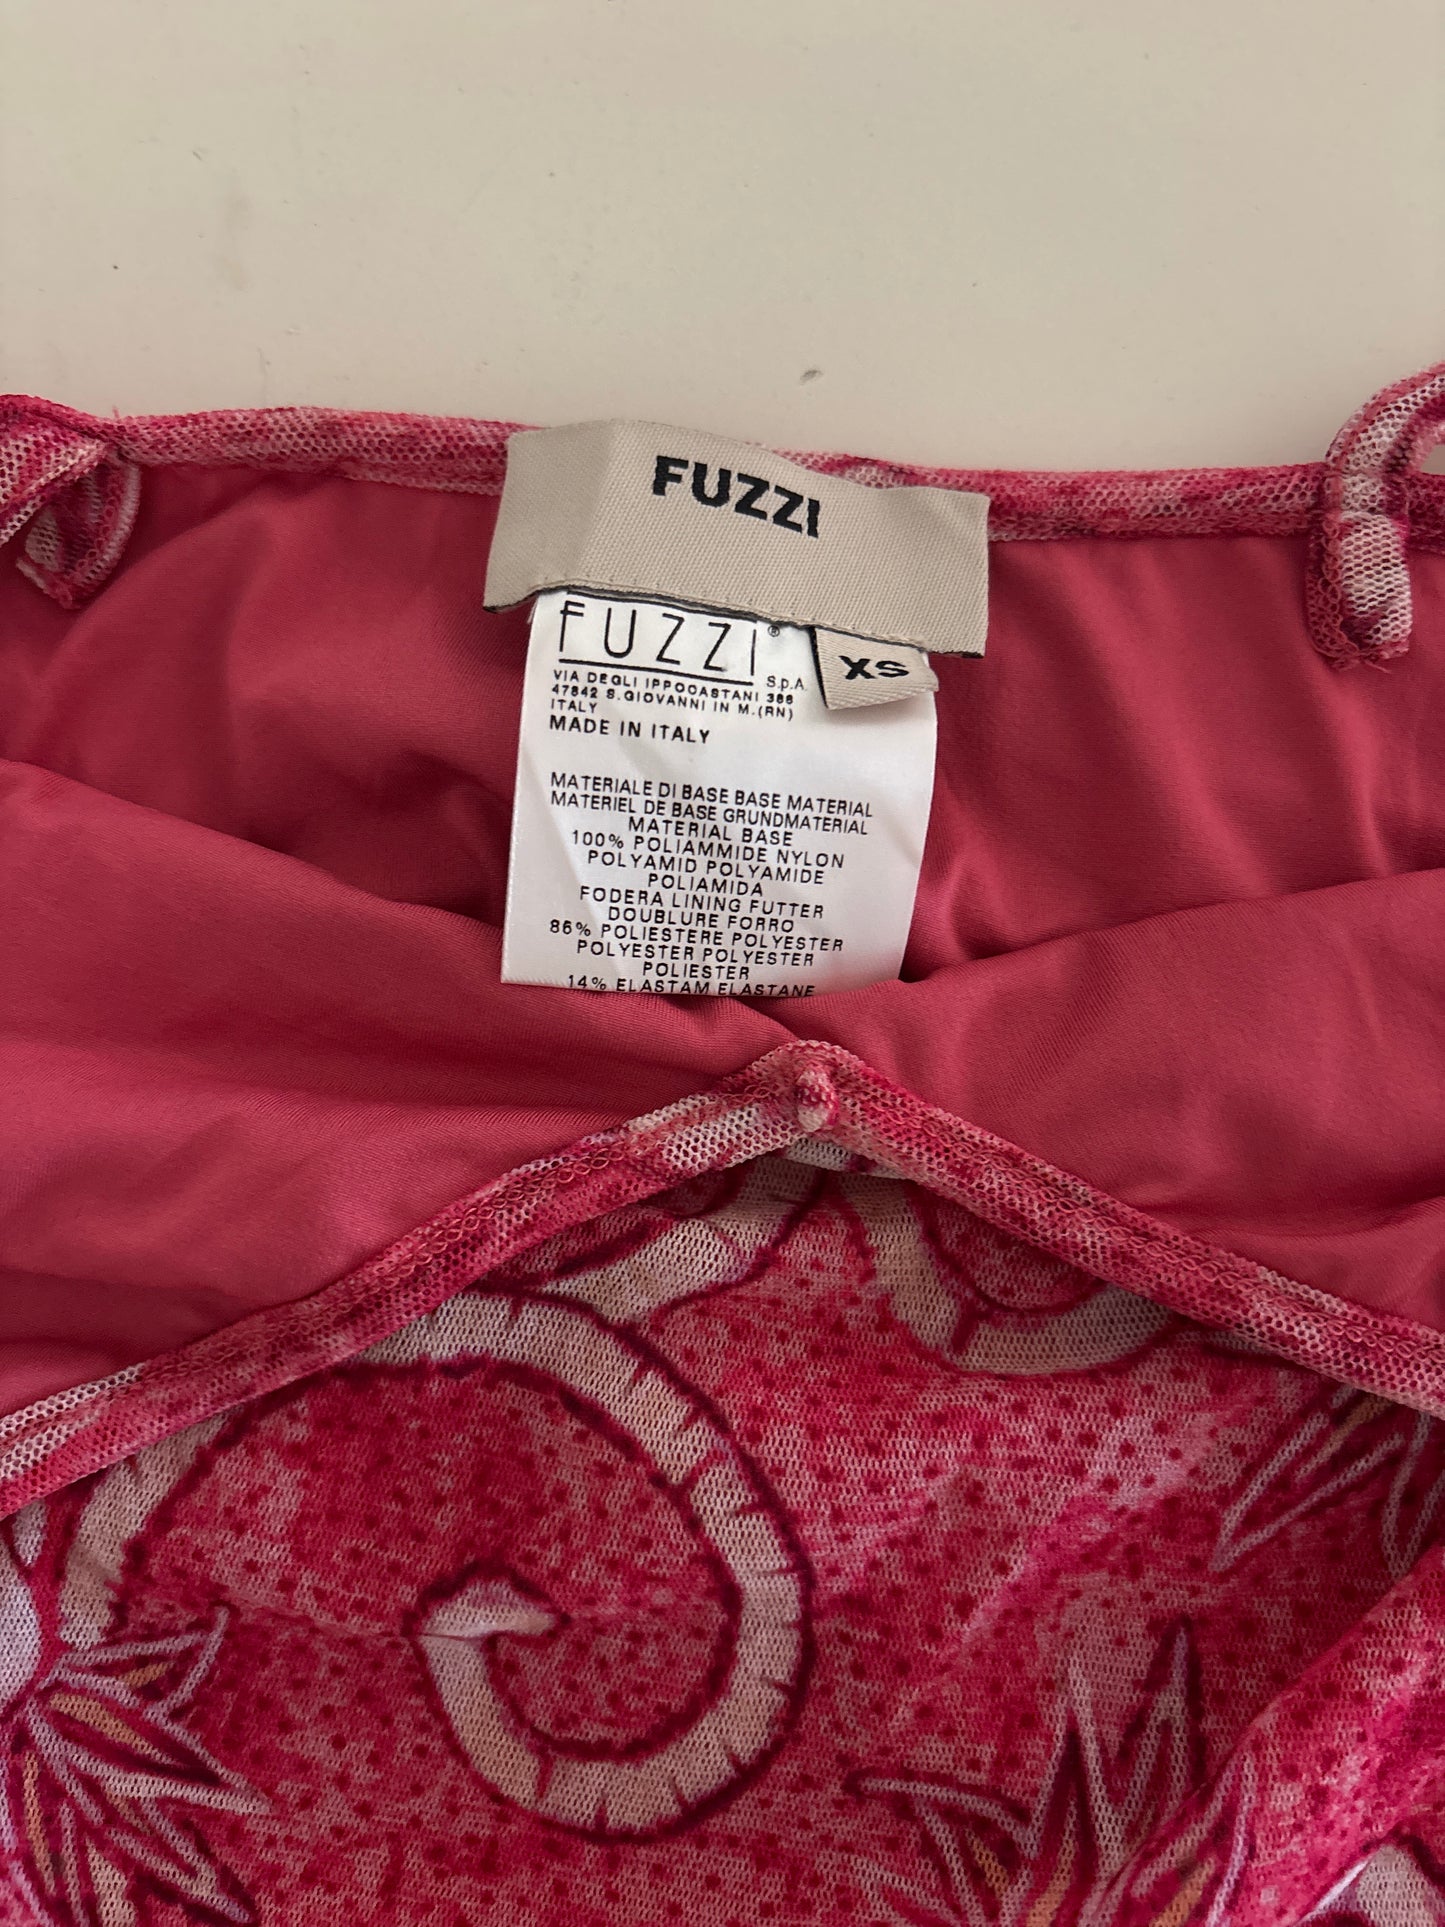 FUZZI
FUZZI®
S.p.A.
XS
VIA DEGLI IPPOCASTANI 386
47842 S.GIOVANNI IN M.(RN)
ITALY
MADE IN ITALY
MATERIALE DI BASE BASE MATERIAL
MATERIEL DE BASE GRUNDMATERIAL
MATERIAL BASE
100% POLIAMMIDE NYLON
POLYAMID POLYAMIDE
POLIAMIDA
FODERA LINING FUTTER
DOUBLURE FORRO
86% POLIESTERE POLYESTER
POLYESTER POLYESTER
POLIESTER
14% ELASTAM ELASTANE